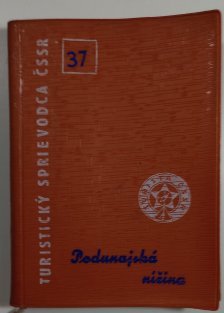 TURISTICKÝ SPRIEVODCA ČSSR
37
Podunajská
nížina